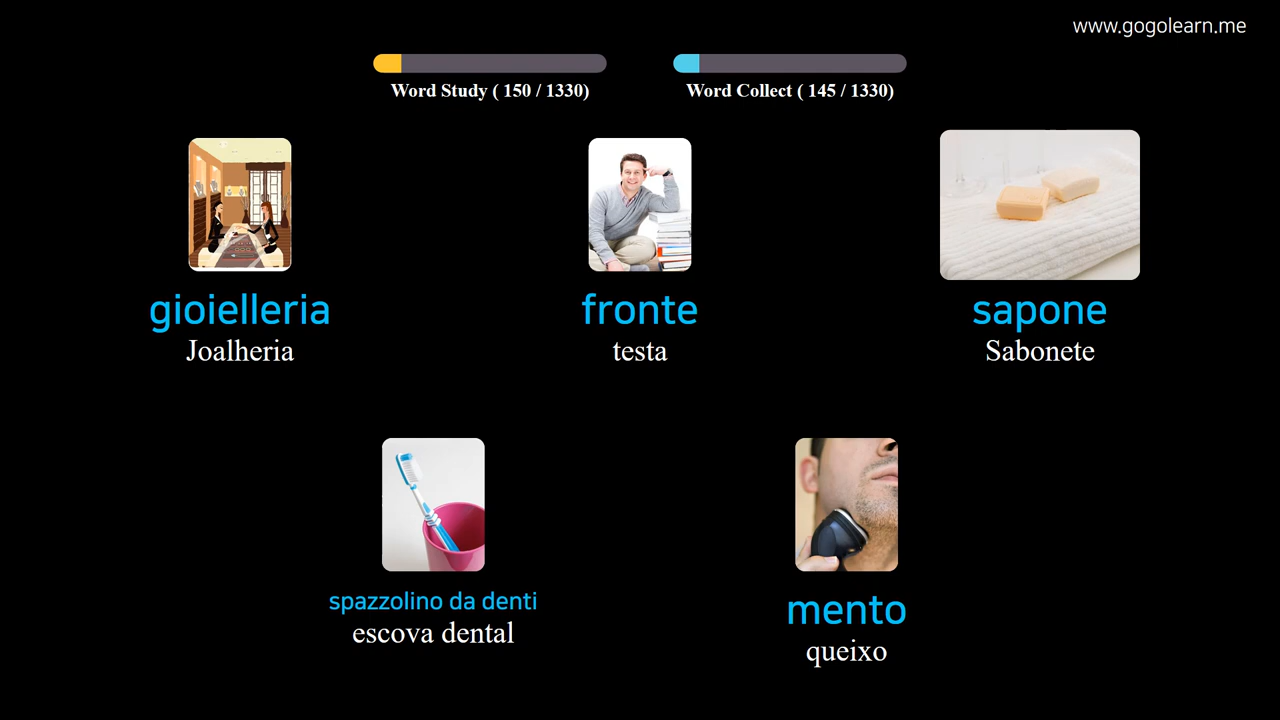 www.gogolearn.me
Word Study ( 150 / 1330)
Word Collect ( 145 / 1330)
gioielleria
Joalheria
fronte
testa
sapone
Sabonete
spazzolino da denti
escova dental
mento
queixo